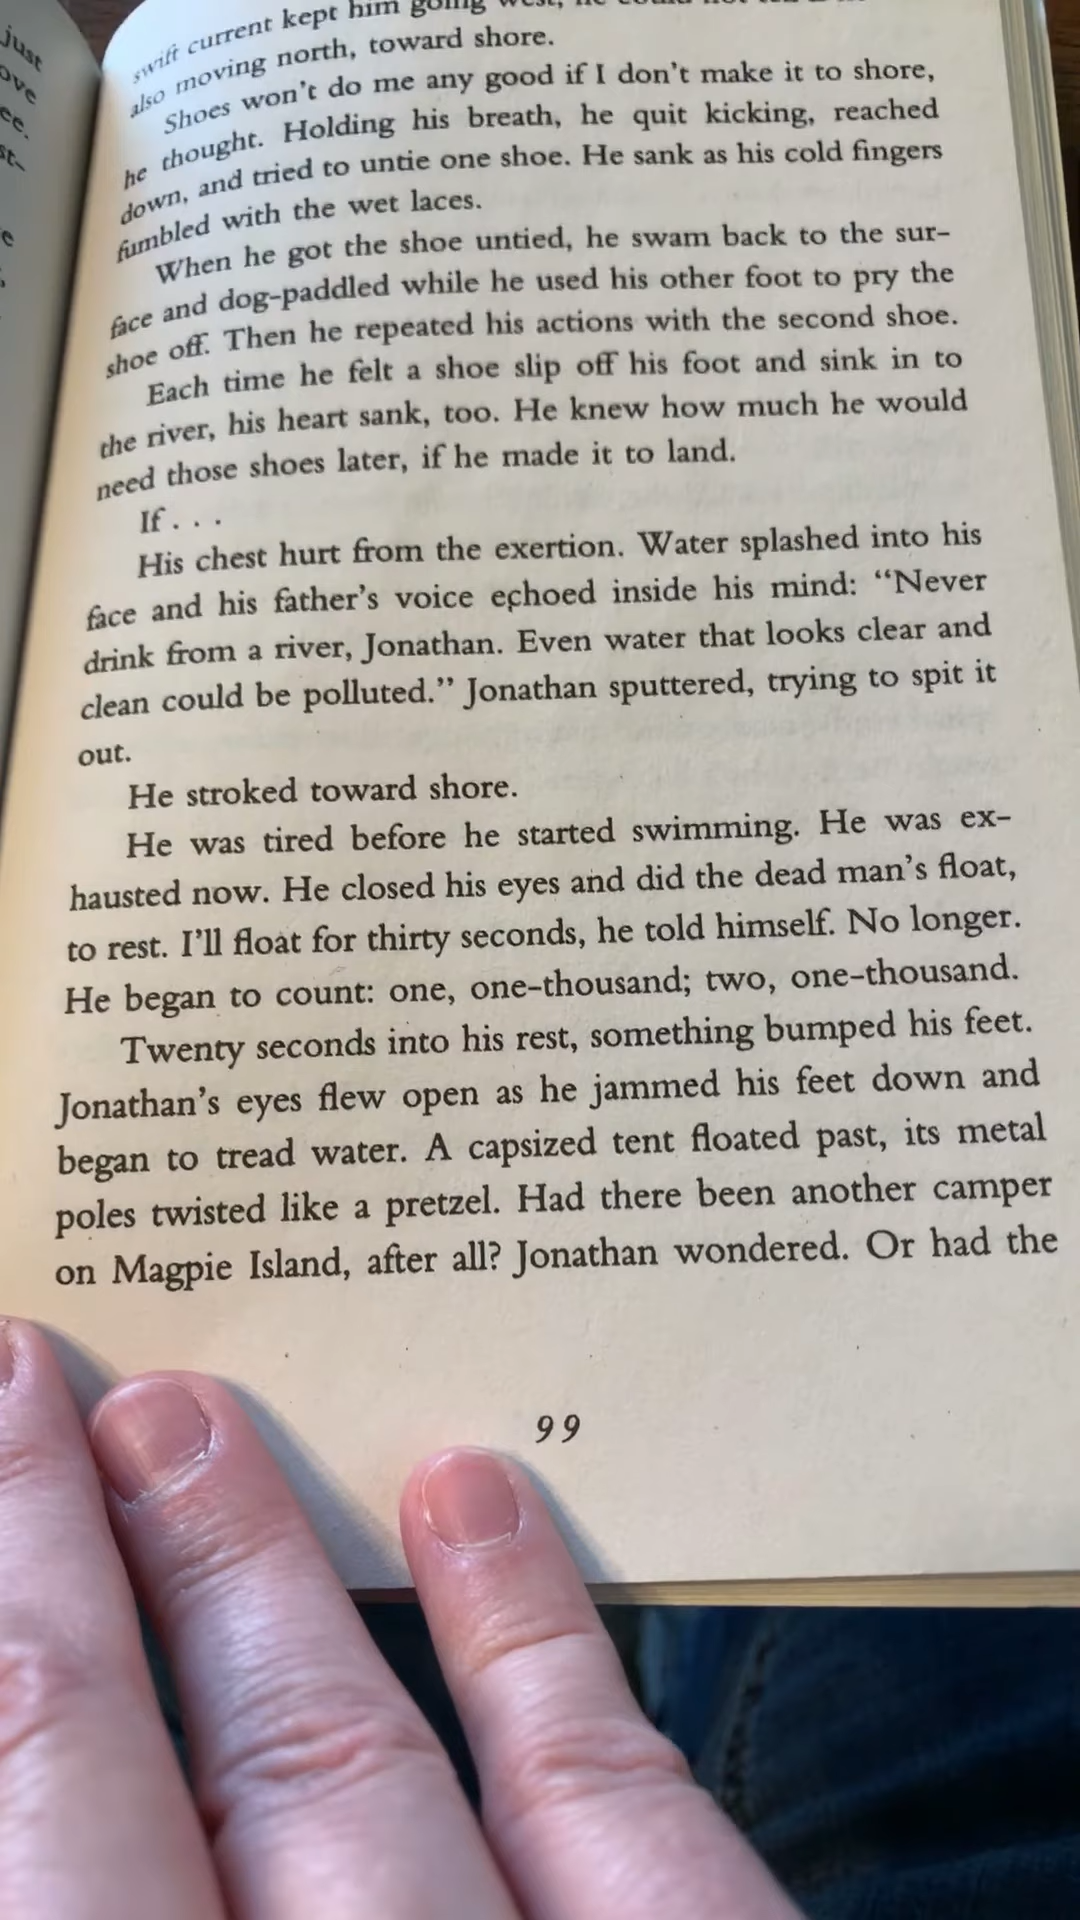 just
ove
ee.
st-
e
swift current kept him going west,
also moving north, toward shore.
Shoes won't do me any good if I don't make it to shore,
he thought. Holding his breath, he quit kicking, reached
down, and tried to untie one shoe. He sank as his cold fingers
fumbled with the wet laces.
When he got the shoe untied, he swam back to the sur-
face and dog-paddled while he used his other foot to pry the
shoe off. Then he repeated his actions with the second shoe.
Each time he felt a shoe slip off his foot and sink in to
the river, his heart sank, too. He knew how much he would
need those shoes later, if he made it to land.
If . . .
His chest hurt from the exertion. Water splashed into his
face and his father's voice echoed inside his mind: “Never
drink from a river, Jonathan. Even water that looks clear and
clean could be polluted.” Jonathan sputtered, trying to spit it
out.
He stroked toward shore.
He was tired before he started swimming. He was ex-
hausted now. He closed his eyes and did the dead man's float,
to rest. I'll float for thirty seconds, he told himself. No longer.
He began to count: one, one-thousand; two, one-thousand.
Twenty seconds into his rest, something bumped his feet.
Jonathan's eyes flew open as he jammed his feet down and
began to tread water. A capsized tent floated past, its metal
poles twisted like a pretzel. Had there been another camper
on Magpie Island, after all? Jonathan wondered. Or had the
99